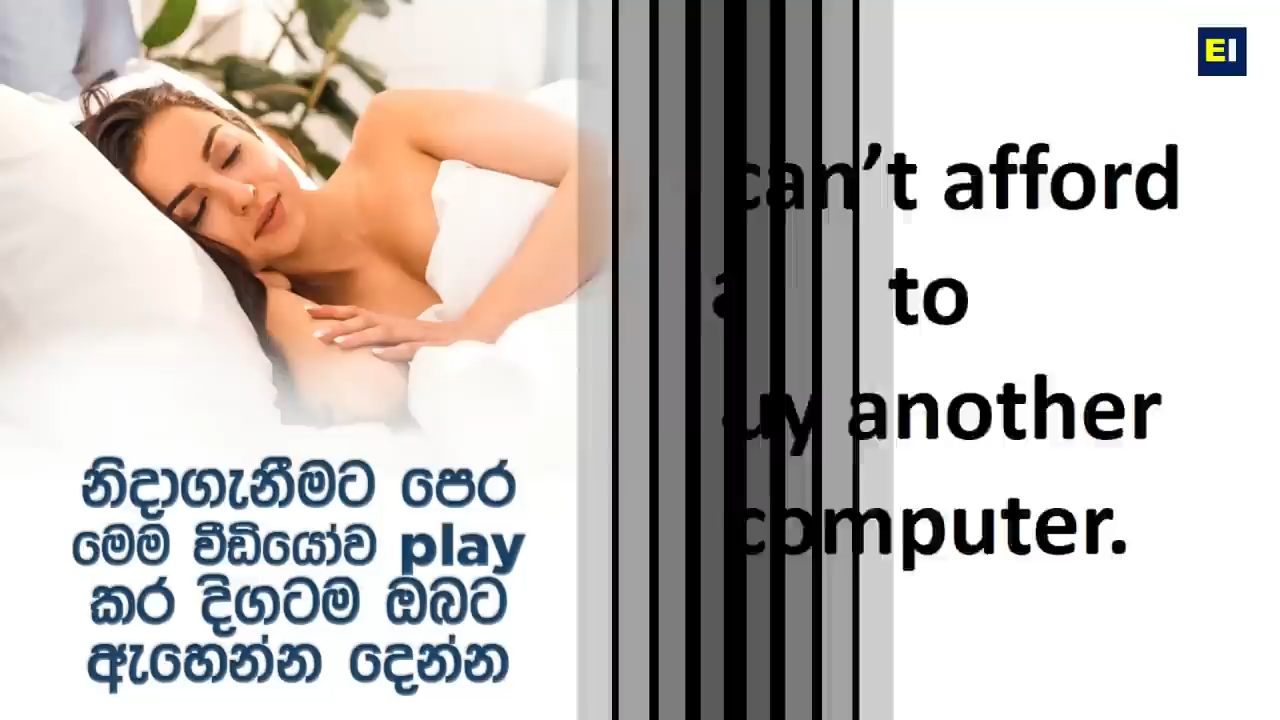 නිදාගැනීමට පෙර
මෙම වීඩියෝව play
කර දිගටම ඔබට
ඇහෙන්න දෙන්න
EI
can’t afford
to
another
computer.